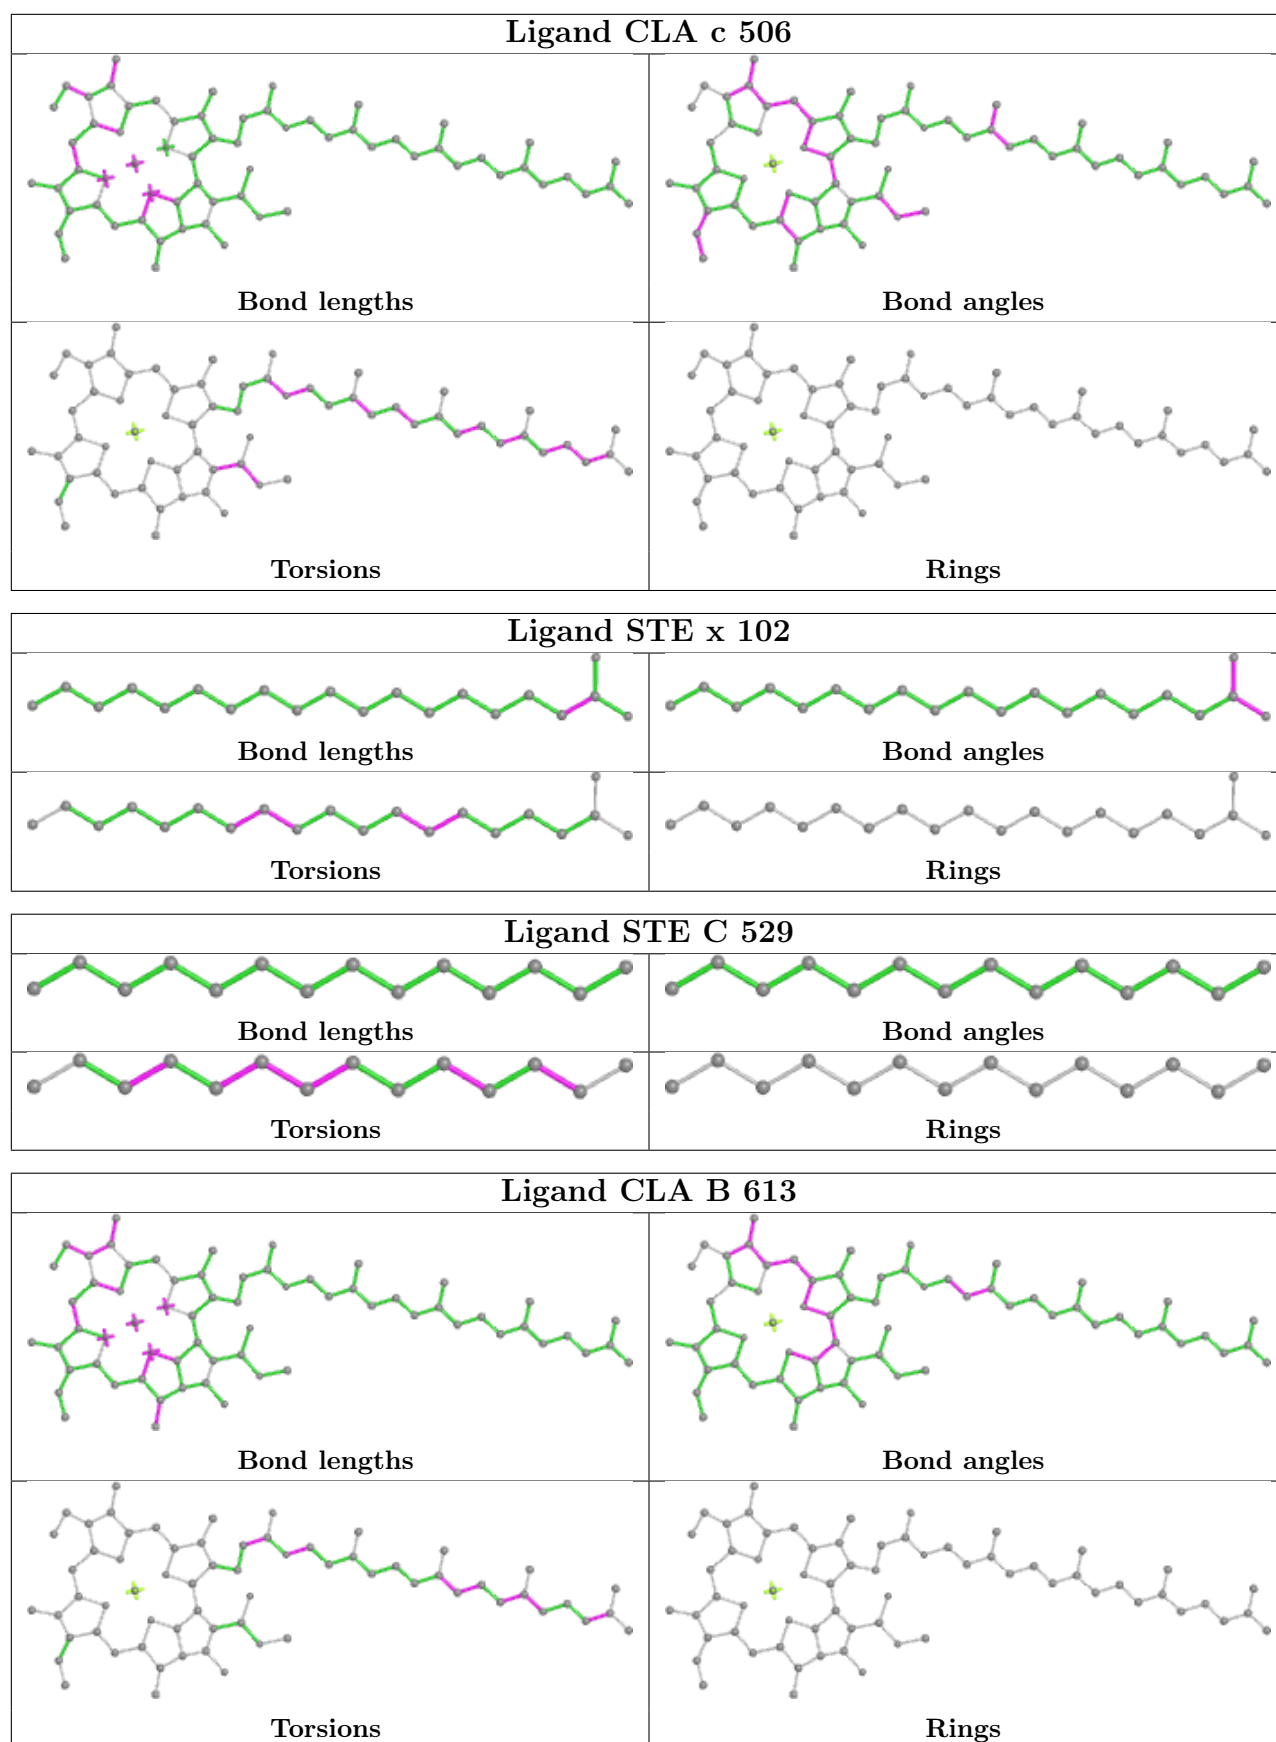 Ligand CLA c 506
Bond lengths
Bond angles
Torsions
Rings
Ligand STE x 102
Bond lengths
Bond angles
Torsions
Rings
Ligand STE C 529
Bond lengths
Bond angles
Torsions
Rings
Ligand CLA B 613
Bond lengths
Bond angles
Torsions
Rings